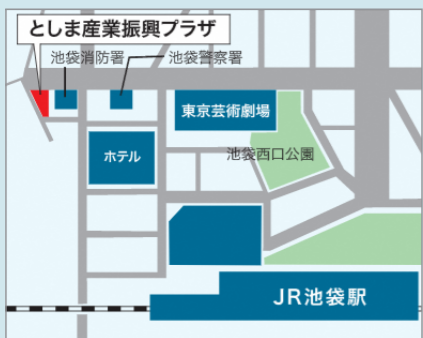 としま産業振興プラザ
池袋消防署
池袋警察署
東京芸術劇場
ホテル
池袋西口公園
JR池袋駅